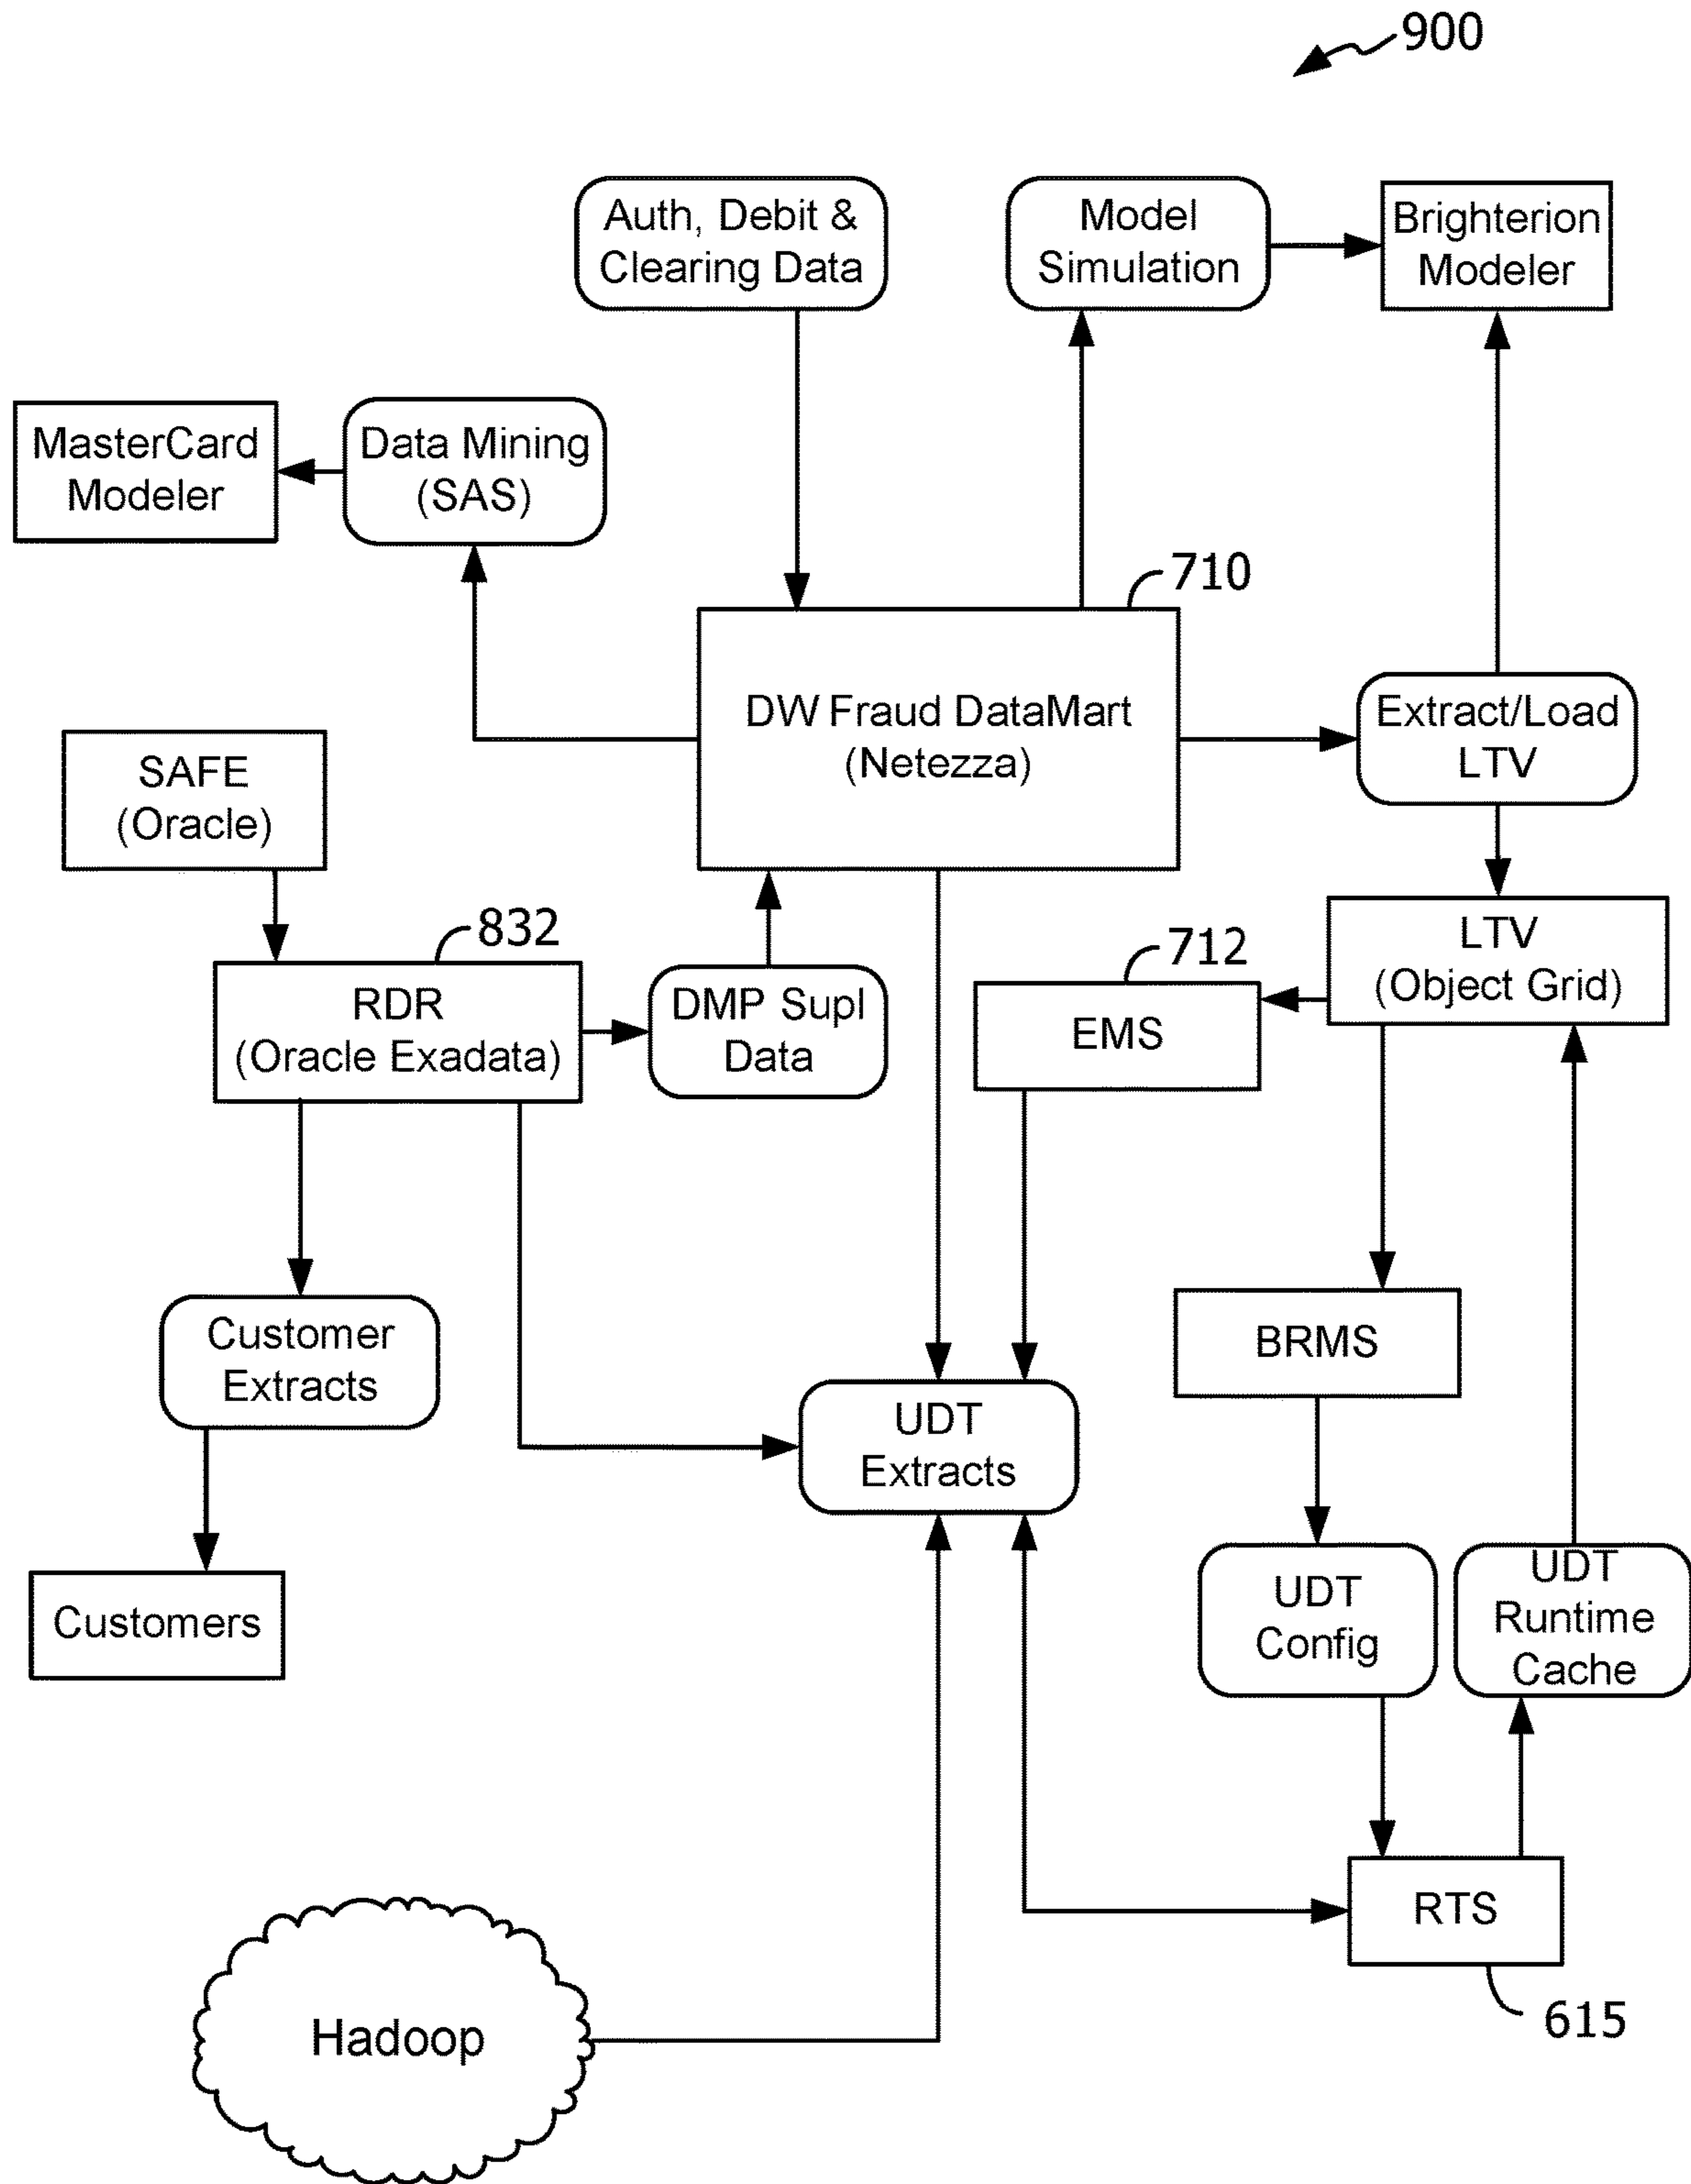 900
Auth, Debit &
Clearing Data
Model
Simulation
Brighterion
Modeler
MasterCard
Modeler
Data Mining
(SAS)
710
DW Fraud DataMart
(Netezza)
Extract/Load
LTV
SAFE
(Oracle)
832
RDR
(Oracle Exadata)
DMP Supl
Data
712
EMS
LTV
(Object Grid)
Customer
Extracts
BRMS
UDT
Extracts
Customers
UDT
Config
UDT
Runtime
Cache
RTS
615
Hadoop